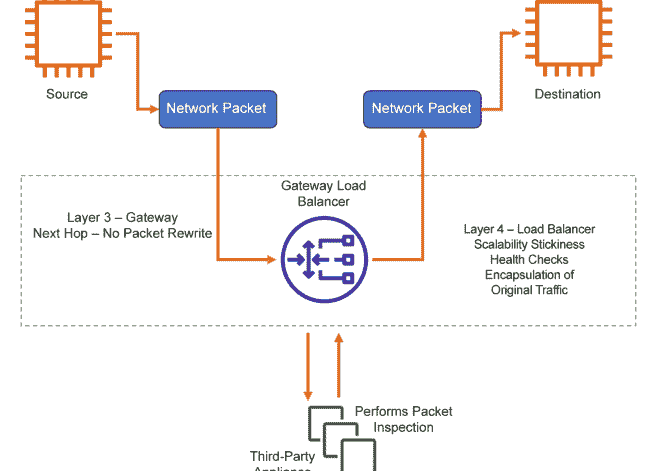 Source
Destination
Network Packet
Network Packet
Gateway Load
Balancer
Layer 3 – Gateway
Next Hop – No Packet Rewrite
Layer 4 – Load Balancer
Scalability Stickiness
Health Checks
Encapsulation of
Original Traffic
Performs Packet
Inspection
Third-Party
Appliance